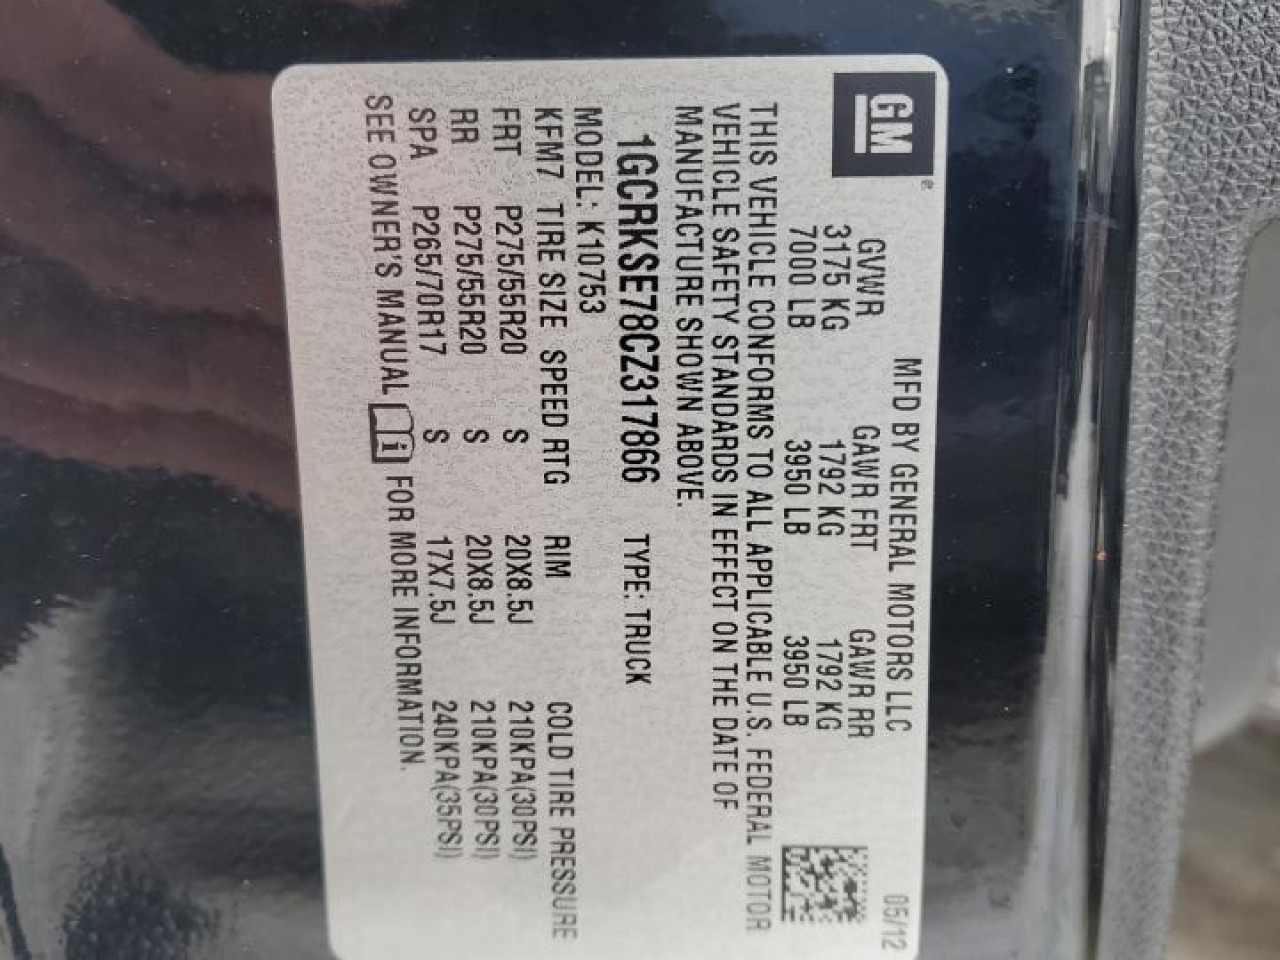 GM
MFD BY GENERAL MOTORS LLC 05/12
GVWR GAWR FRT GAWR RR
3175 KG 1792 KG 1792 KG
7000 LB 3950 LB 3950 LB
THIS VEHICLE CONFORMS TO ALL APPLICABLE U.S. FEDERAL MOTOR
VEHICLE SAFETY STANDARDS IN EFFECT ON THE DATE OF
MANUFACTURE SHOWN ABOVE.
1GCRKSE78CZ317866 TYPE: TRUCK
MODEL: K10753
KFM7 TIRE SIZE SPEED RTG RIM COLD TIRE PRESSURE
FRT P275/55R20 S 20X8.5J 210KPA(30PSI)
RR P275/55R20 S 20X8.5J 210KPA(30PSI)
SPA P265/70R17 S 17X7.5J 240KPA(35PSI)
SEE OWNER'S MANUAL i FOR MORE INFORMATION.